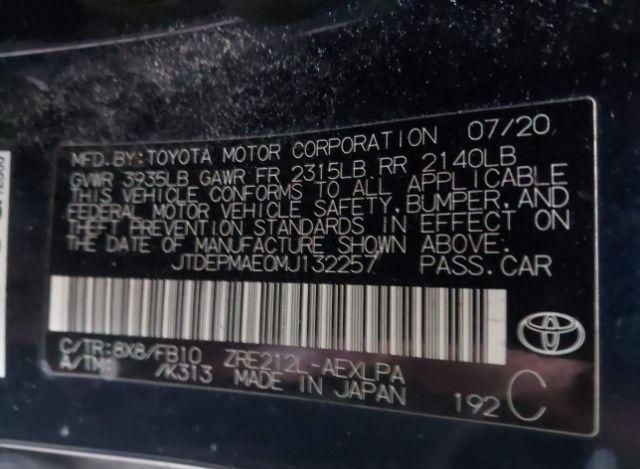 MFD.BY:TOYOTA MOTOR CORPORATION 07/20
GVWR 3935LB GAWR FR 2315LB RR 2140LB
THIS VEHICLE CONFORMS TO ALL APPLICABLE
FEDERAL MOTOR VEHICLE SAFETY,BUMPER,AND
THEFT PREVENTION STANDARDS IN EFFECT ON
THE DATE OF MANUFACTURE SHOWN ABOVE.
JTDEPMAE0MJ132257 PASS.CAR
C/TR:8X8/FB10 ZRE212L-AEXLPA
A/TM: /K313 MADE IN JAPAN 192 C